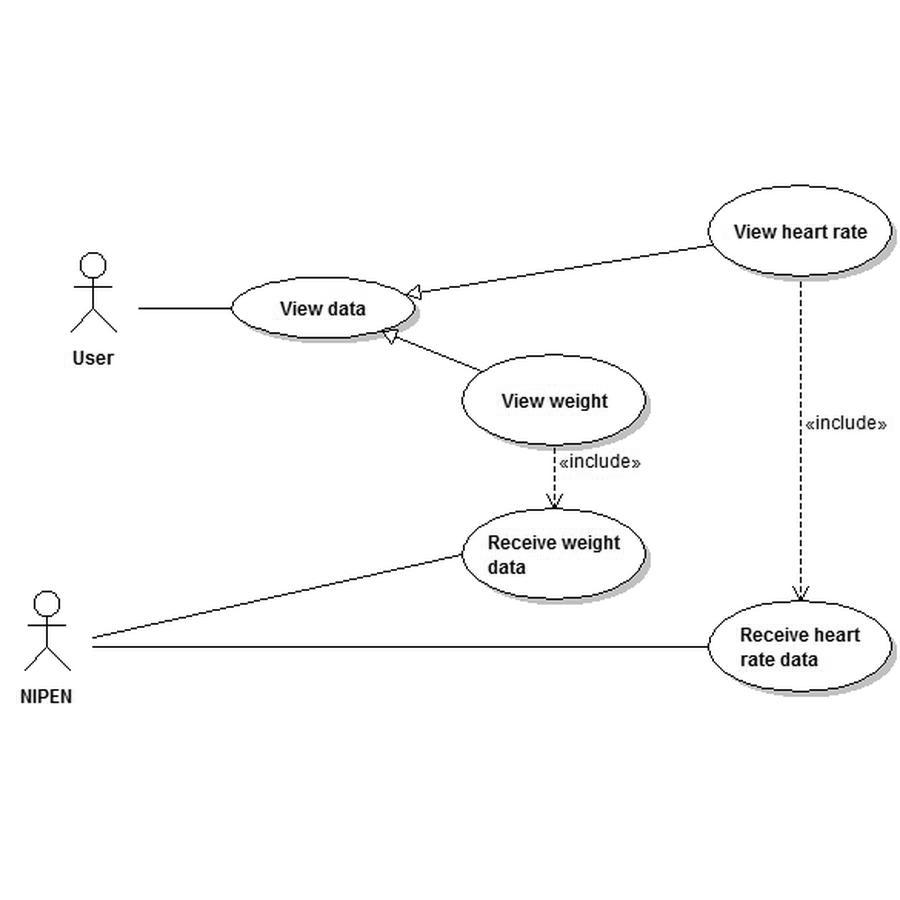 View heart rate
View data
User
View weight
«include»
«include»
Receive weight
data
Receive heart
rate data
NIPEN